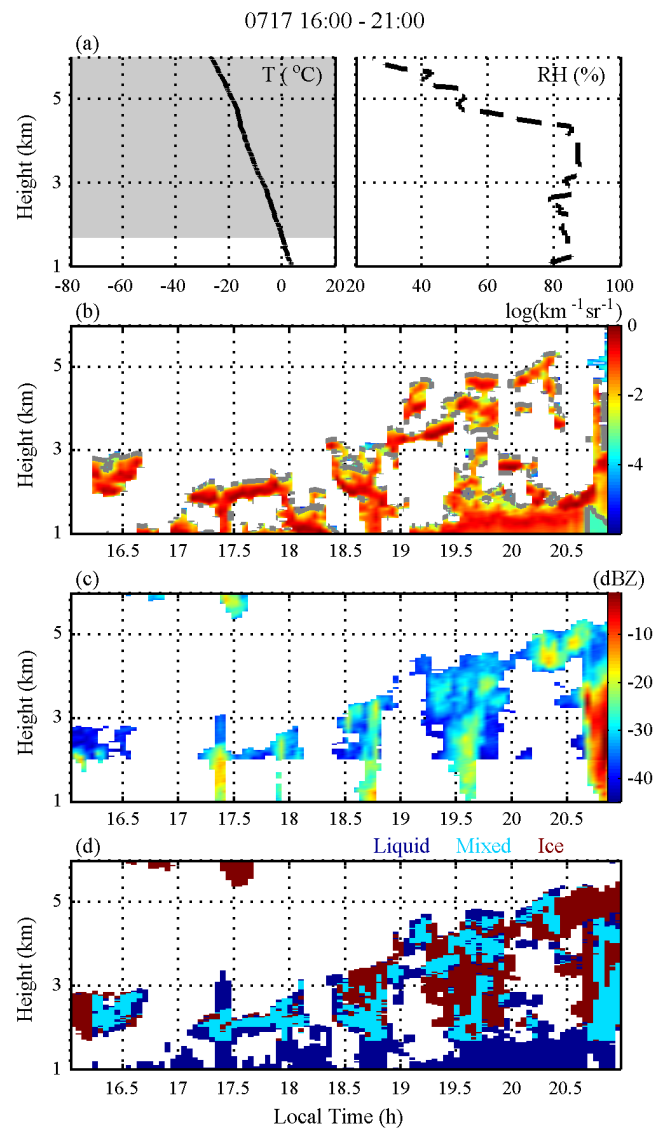 0717 16:00 - 21:00
(a)
T ( °C)
RH (%)
Height (km)
5
3
1
-80 -60 -40 -20 0 20
40 60 80 100
(b)
log(km⁻¹sr⁻¹)
Height (km)
5
3
1
0
-2
-4
16.5 17 17.5 18 18.5 19 19.5 20 20.5
(c)
(dBZ)
Height (km)
5
3
1
-10
-20
-30
-40
16.5 17 17.5 18 18.5 19 19.5 20 20.5
(d)
Liquid Mixed Ice
Height (km)
5
3
1
16.5 17 17.5 18 18.5 19 19.5 20 20.5
Local Time (h)